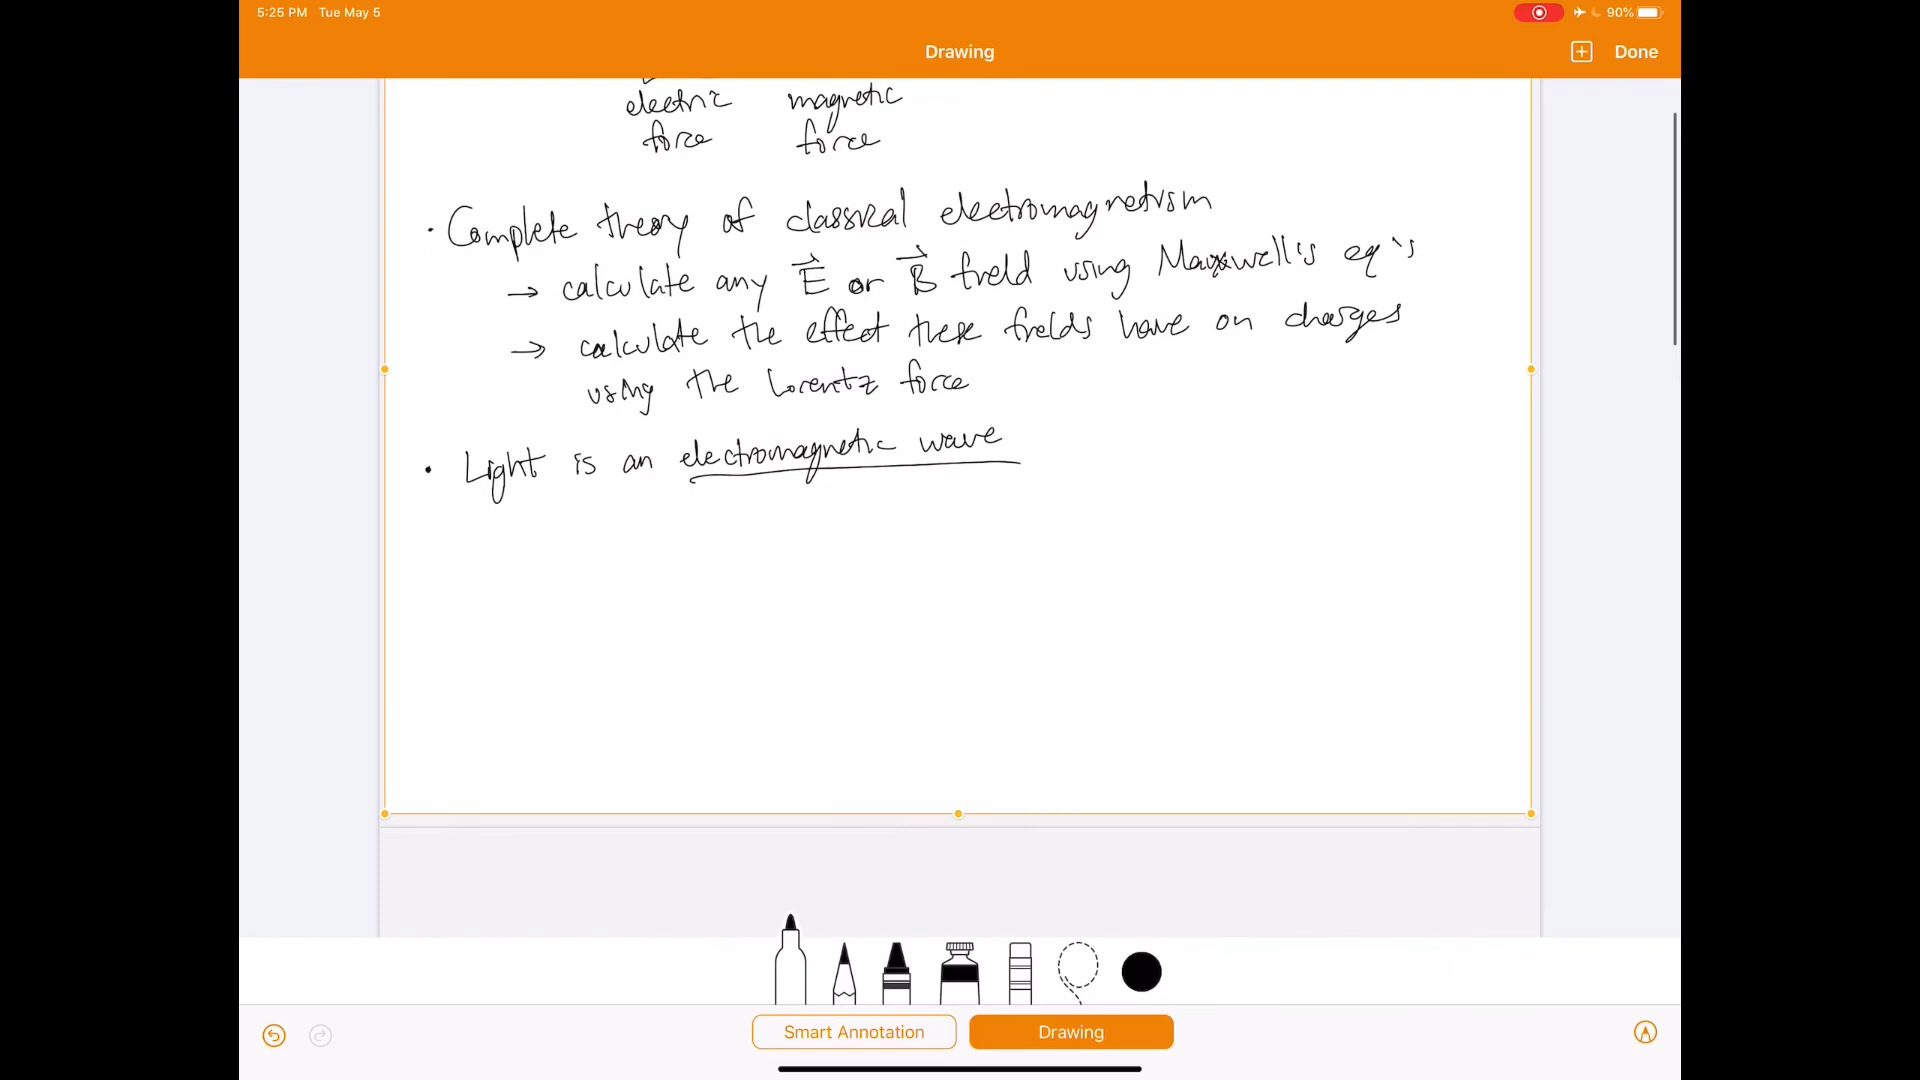 5:25 PM Tue May 5
90%
Drawing
Done
electric magnetic
force force
· Complete theory of classical electromagnetism
→ calculate any E⃗ or B⃗ field using Maxwell's eq's
→ calculate the effect these fields have on charges
using the Lorentz force
· Light is an electromagnetic wave
Smart Annotation Drawing